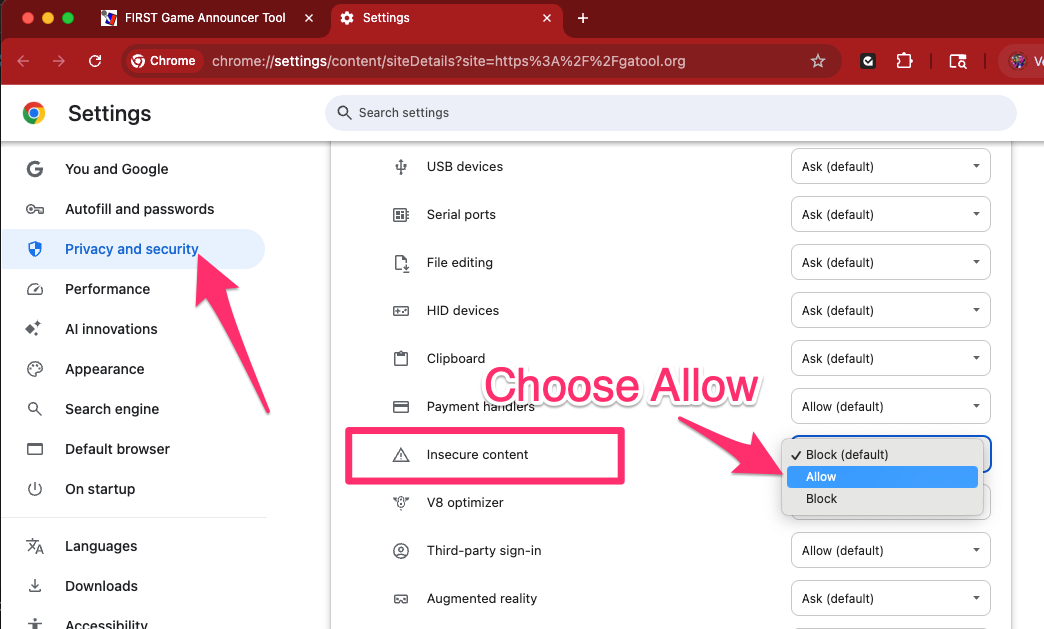 FIRST Game Announcer Tool
Settings
Chrome
chrome://settings/content/siteDetails?site=https%3A%2F%2Fgatool.org
Settings
Search settings
You and Google
Autofill and passwords
Privacy and security
Performance
AI innovations
Appearance
Search engine
Default browser
On startup
Languages
Downloads
Accessibility
USB devices
Ask (default)
Serial ports
Ask (default)
File editing
Ask (default)
HID devices
Ask (default)
Clipboard
Ask (default)
Choose Allow
Payment handlers
Allow (default)
Insecure content
✓ Block (default)
Allow
Block
V8 optimizer
Third-party sign-in
Allow (default)
Augmented reality
Ask (default)